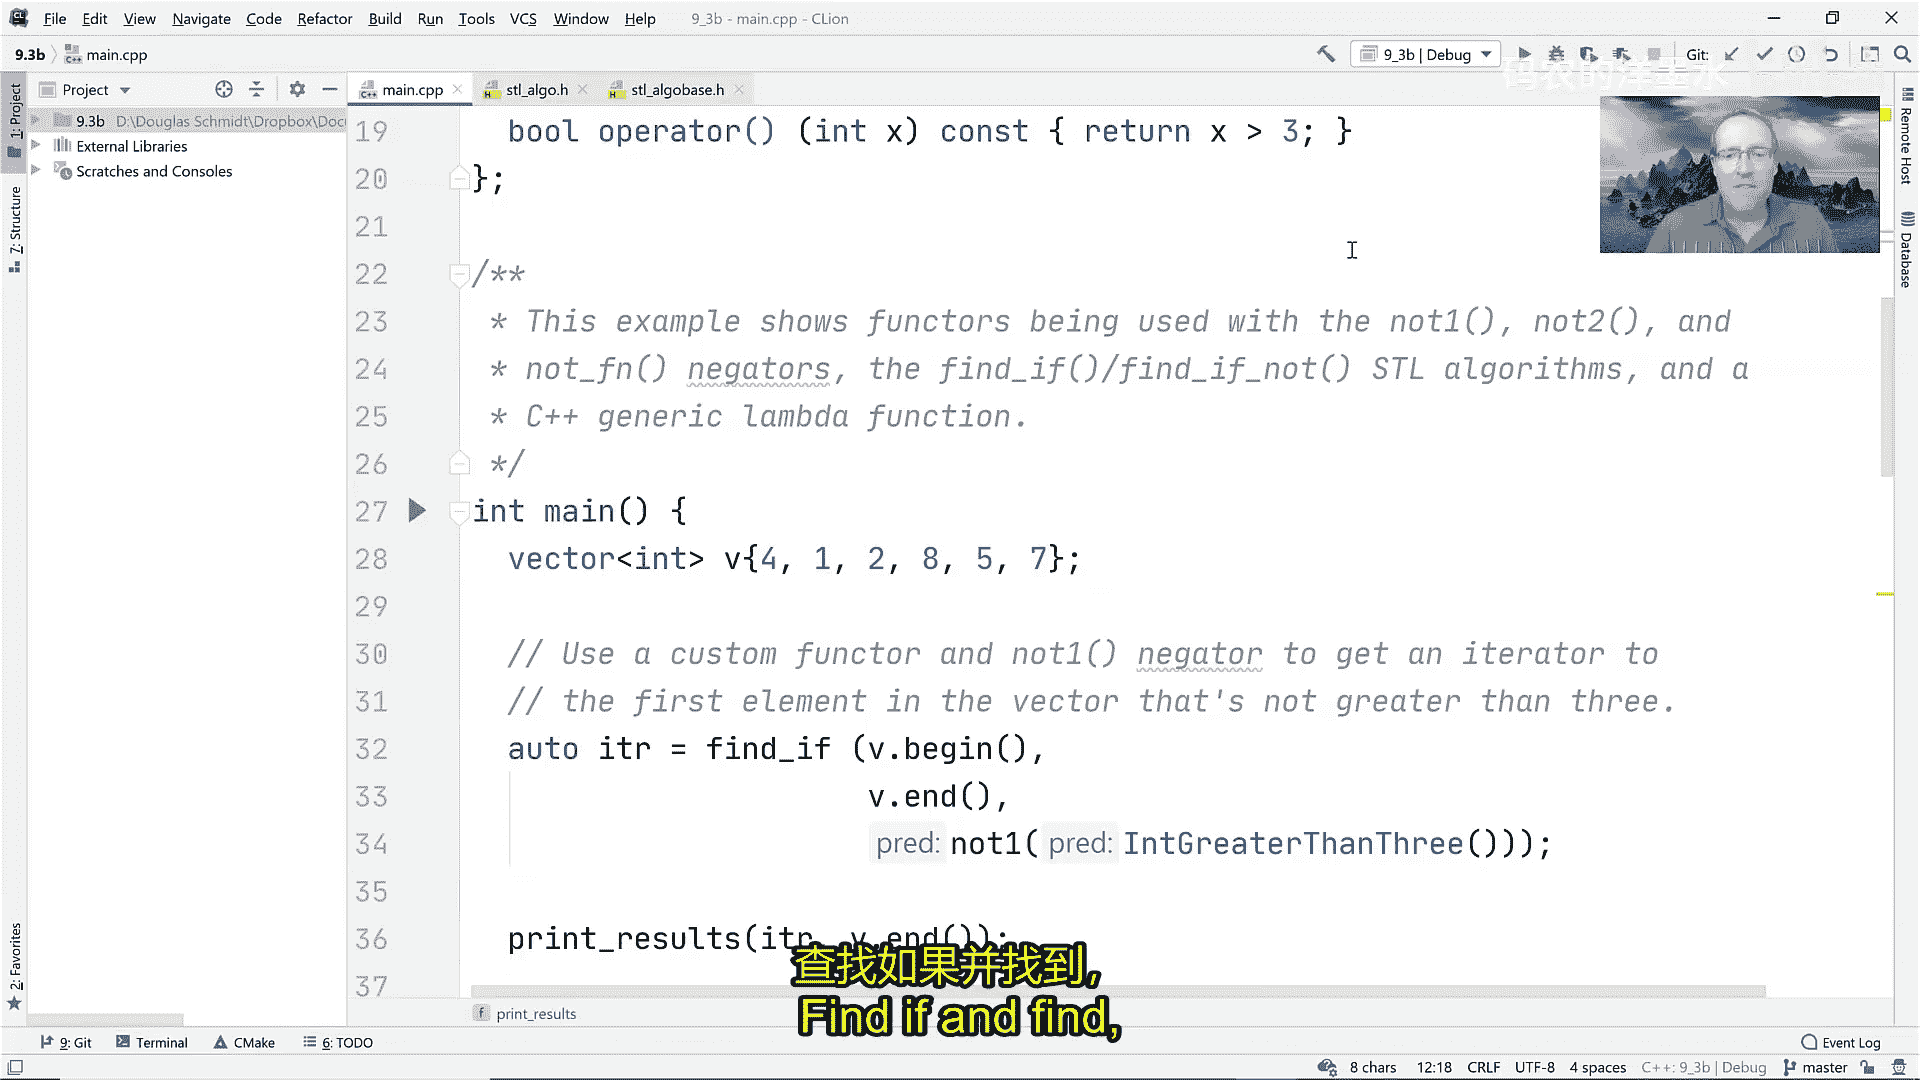 File Edit View Navigate Code Refactor Build Run Tools VCS Window Help 9_3b - main.cpp - CLion
9.3b main.cpp 9_3b | Debug Git:
Project main.cpp stl_algo.h stl_algobase.h
9.3b D:\Douglas Schmidt\Dropbox\Docu
External Libraries
Scratches and Consoles
1: Project
7: Structure
2: Favorites
Remote Host
Database
19 bool operator() (int x) const { return x > 3; }
20 };
21
22 /**
23 * This example shows functors being used with the not1(), not2(), and
24 * not_fn() negators, the find_if()/find_if_not() STL algorithms, and a
25 * C++ generic lambda function.
26 */
27 int main() {
28 vector<int> v{4, 1, 2, 8, 5, 7};
29
30 // Use a custom functor and not1() negator to get an iterator to
31 // the first element in the vector that's not greater than three.
32 auto itr = find_if (v.begin(),
33 v.end(),
34 pred: not1( pred: IntGreaterThanThree()));
35
36 print_results(itr, v.end());
37
查找如果并找到,
Find if and find,
print_results
9: Git Terminal CMake 6: TODO Event Log
8 chars 12:18 CRLF UTF-8 4 spaces C++: 9_3b | Debug master